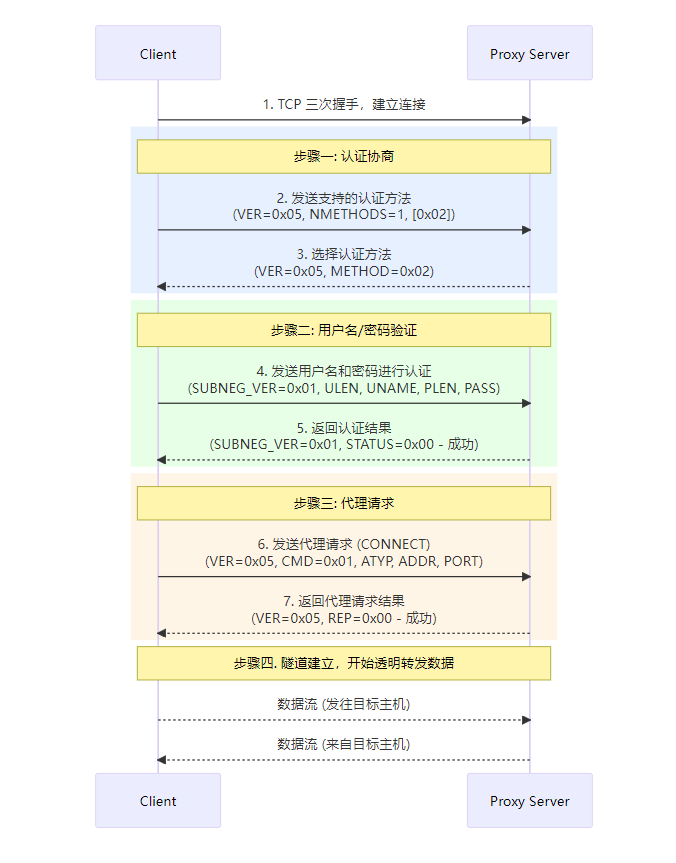 Client
Proxy Server
1. TCP 三次握手，建立连接
步骤一: 认证协商
2. 发送支持的认证方法
(VER=0x05, NMETHODS=1, [0x02])
3. 选择认证方法
(VER=0x05, METHOD=0x02)
步骤二: 用户名/密码验证
4. 发送用户名和密码进行认证
(SUBNEG_VER=0x01, ULEN, UNAME, PLEN, PASS)
5. 返回认证结果
(SUBNEG_VER=0x01, STATUS=0x00 - 成功)
步骤三: 代理请求
6. 发送代理请求 (CONNECT)
(VER=0x05, CMD=0x01, ATYP, ADDR, PORT)
7. 返回代理请求结果
(VER=0x05, REP=0x00 - 成功)
步骤四. 隧道建立，开始透明转发数据
数据流 (发往目标主机)
数据流 (来自目标主机)
Client
Proxy Server